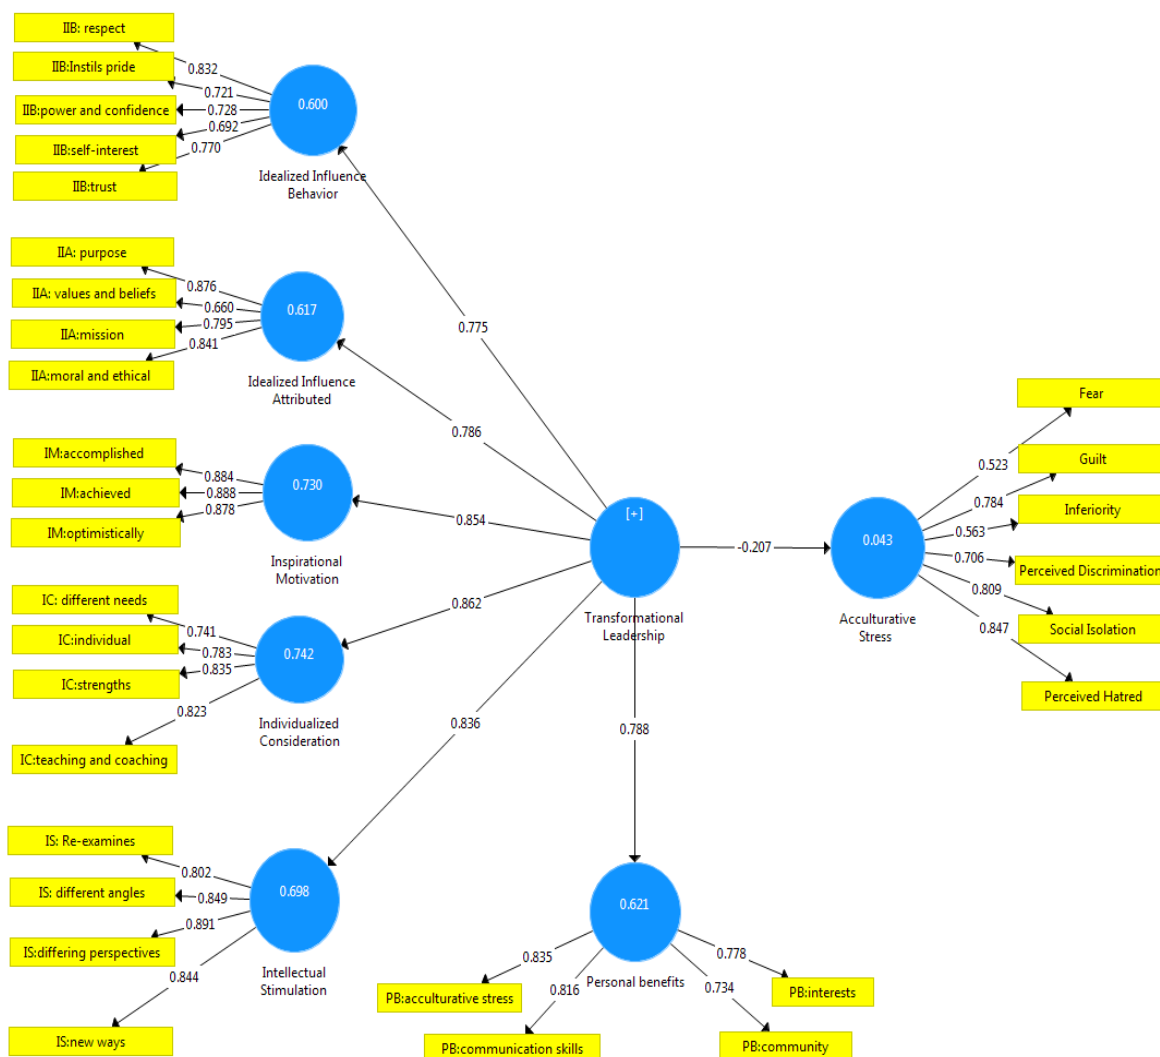 IIB: respect
0.832
IIB:Instils pride
0.721
IIB:power and confidence
0.728
0.692
IIB:self-interest
0.770
IIB:trust
0.600
Idealized Influence
Behavior
IIA: purpose
0.876
IIA: values and beliefs
0.660
0.795
IIA:mission
0.841
IIA:moral and ethical
0.617
Idealized Influence
Attributed
0.775
0.786
IM:accomplished
0.884
IM:achieved
0.888
0.878
IM:optimistically
0.730
Inspirational
Motivation
0.854
IC: different needs
0.741
IC:individual
0.783
0.835
IC:strengths
0.823
IC:teaching and coaching
0.742
Individualized
Consideration
0.862
IS: Re-examines
0.802
IS: different angles
0.849
0.891
IS:differing perspectives
0.844
IS:new ways
0.698
Intellectual
Stimulation
0.836
[+]
Transformational
Leadership
-0.207
0.788
0.043
Acculturative
Stress
Fear
0.523
Guilt
0.784
Inferiority
0.563
0.706
Perceived Discrimination
0.809
Social Isolation
0.847
Perceived Hatred
0.621
Personal benefits
0.835
PB:acculturative stress
0.816
PB:communication skills
0.778
PB:interests
0.734
PB:community